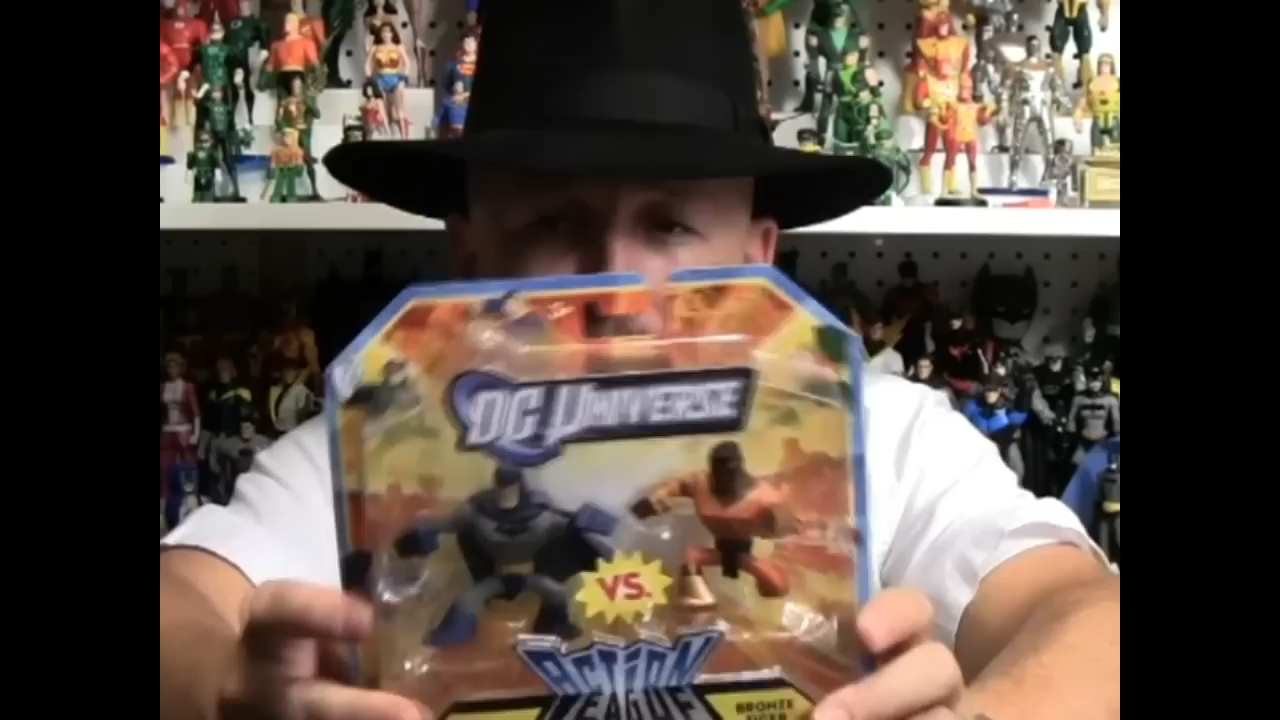 DC UNIVERSE
VS.
ACTION
LEAGUE
BRONZE
TIGER